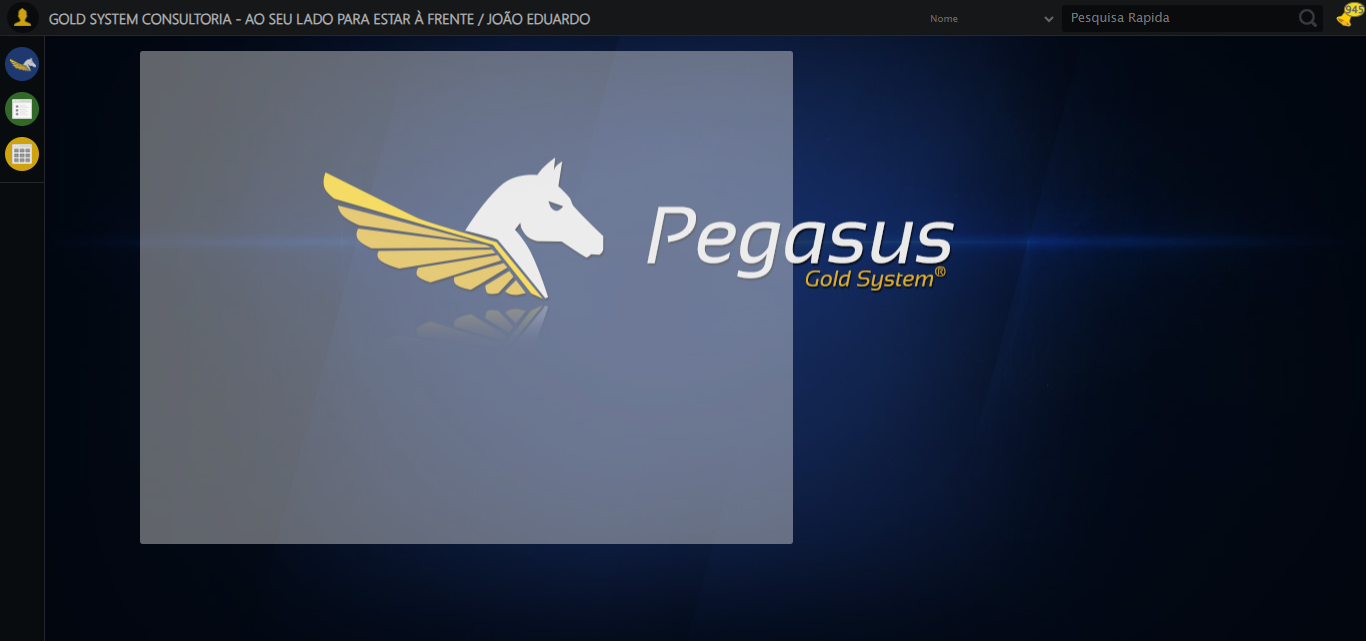 GOLD SYSTEM CONSULTORIA - AO SEU LADO PARA ESTAR À FRENTE / JOÃO EDUARDO
Nome
Pesquisa Rapida
945
Pegasus
Gold System®